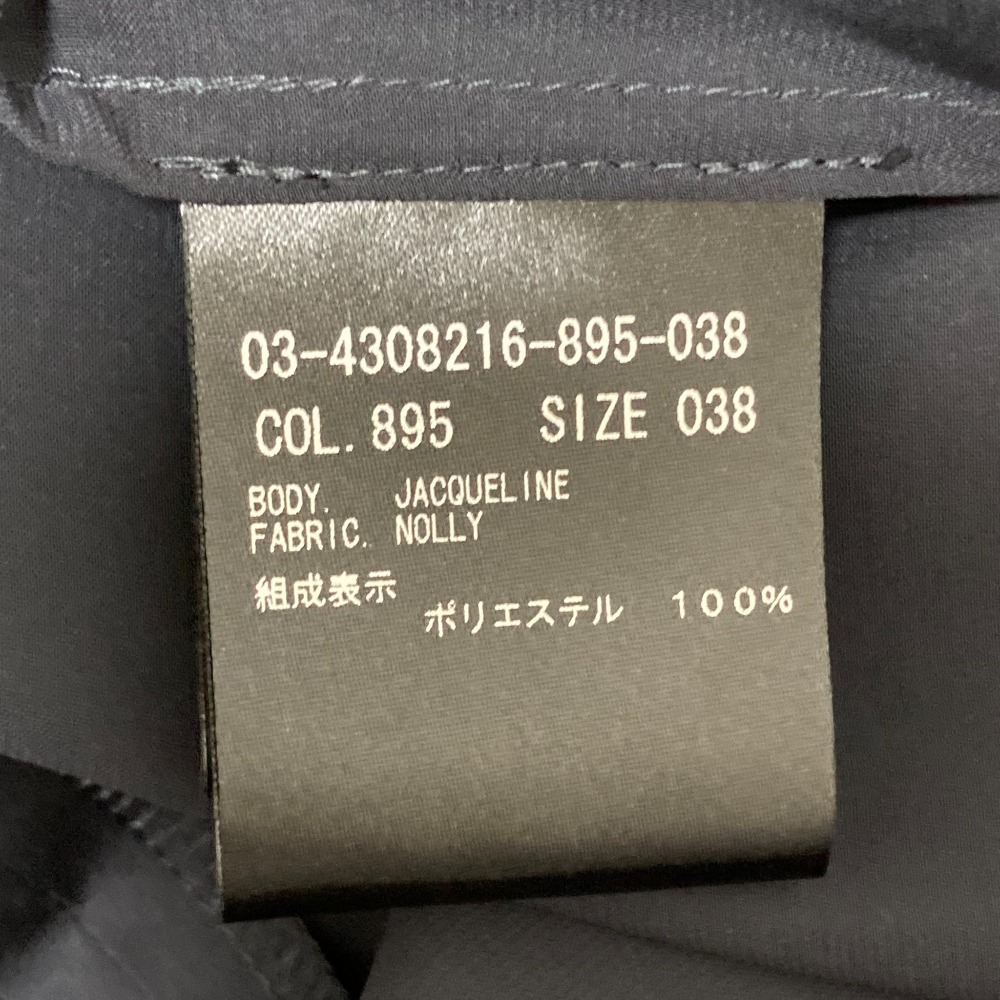 03-4308216-895-038
COL. 895 SIZE 038
BODY. JACQUELINE
FABRIC. NOLLY
組成表示
ポリエステル 100%